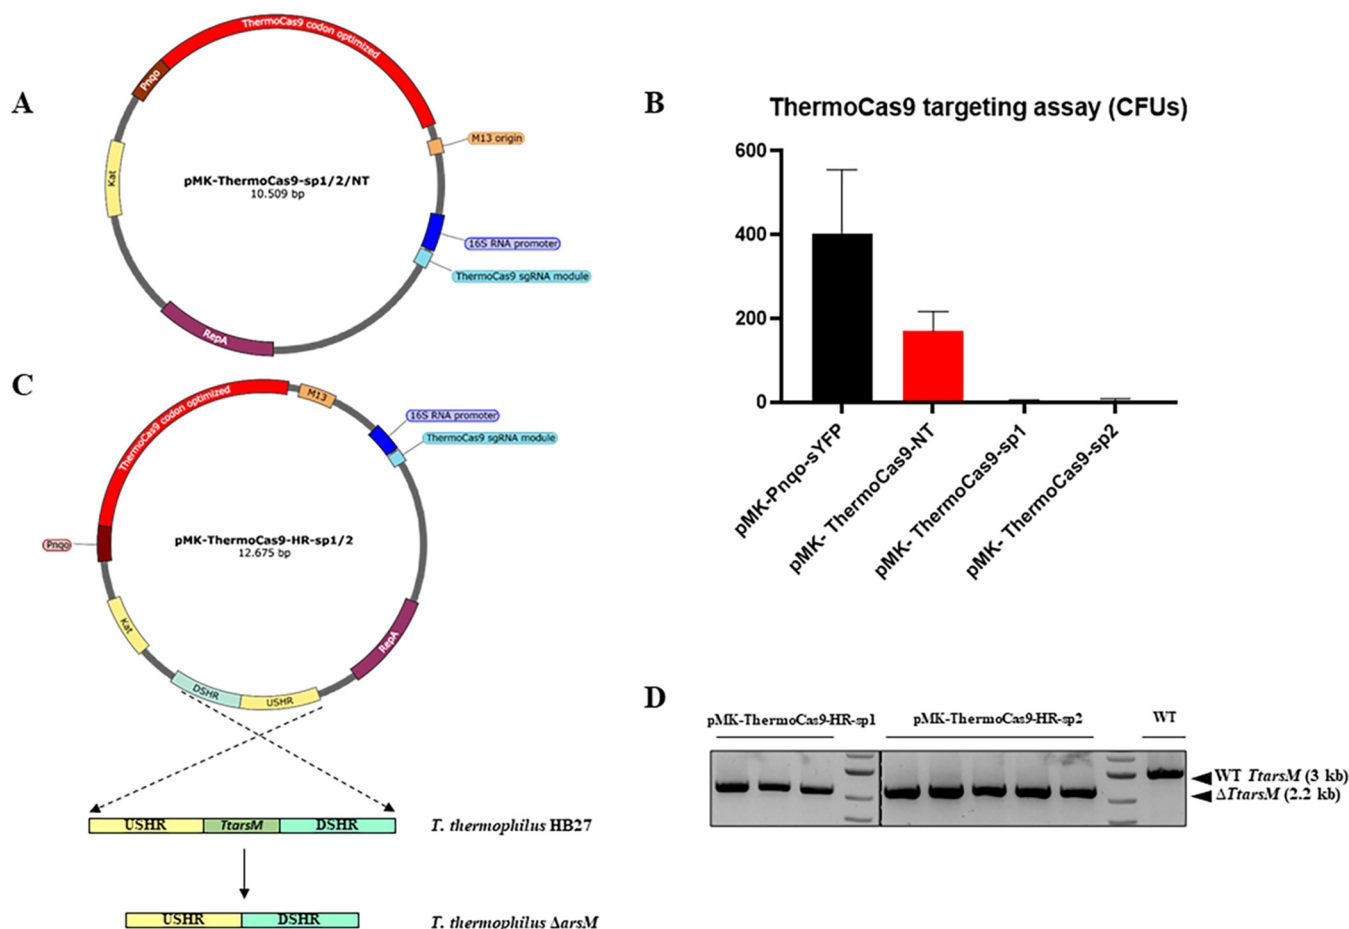 A
ThermoCas9 codon optimized
Pnqo
Kat
pMK-ThermoCas9-sp1/2/NT
10.509 bp
M13 origin
16S RNA promoter
ThermoCas9 sgRNA module
RepA
B
ThermoCas9 targeting assay (CFUs)
600
400
200
0
pMK-Pnqo-sYFP
pMK- ThermoCas9-NT
pMK- ThermoCas9-sp1
pMK- ThermoCas9-sp2
C
ThermoCas9 codon optimized
M13
16S RNA promoter
ThermoCas9 sgRNA module
Pnqo
pMK-ThermoCas9-HR-sp1/2
12.675 bp
Kat
RepA
DSHR
USHR
USHR
TtarsM
DSHR
T. thermophilus HB27
USHR
DSHR
T. thermophilus ΔarsM
D
pMK-ThermoCas9-HR-sp1
pMK-ThermoCas9-HR-sp2
WT
WT TtarsM (3 kb)
ΔTtarsM (2.2 kb)